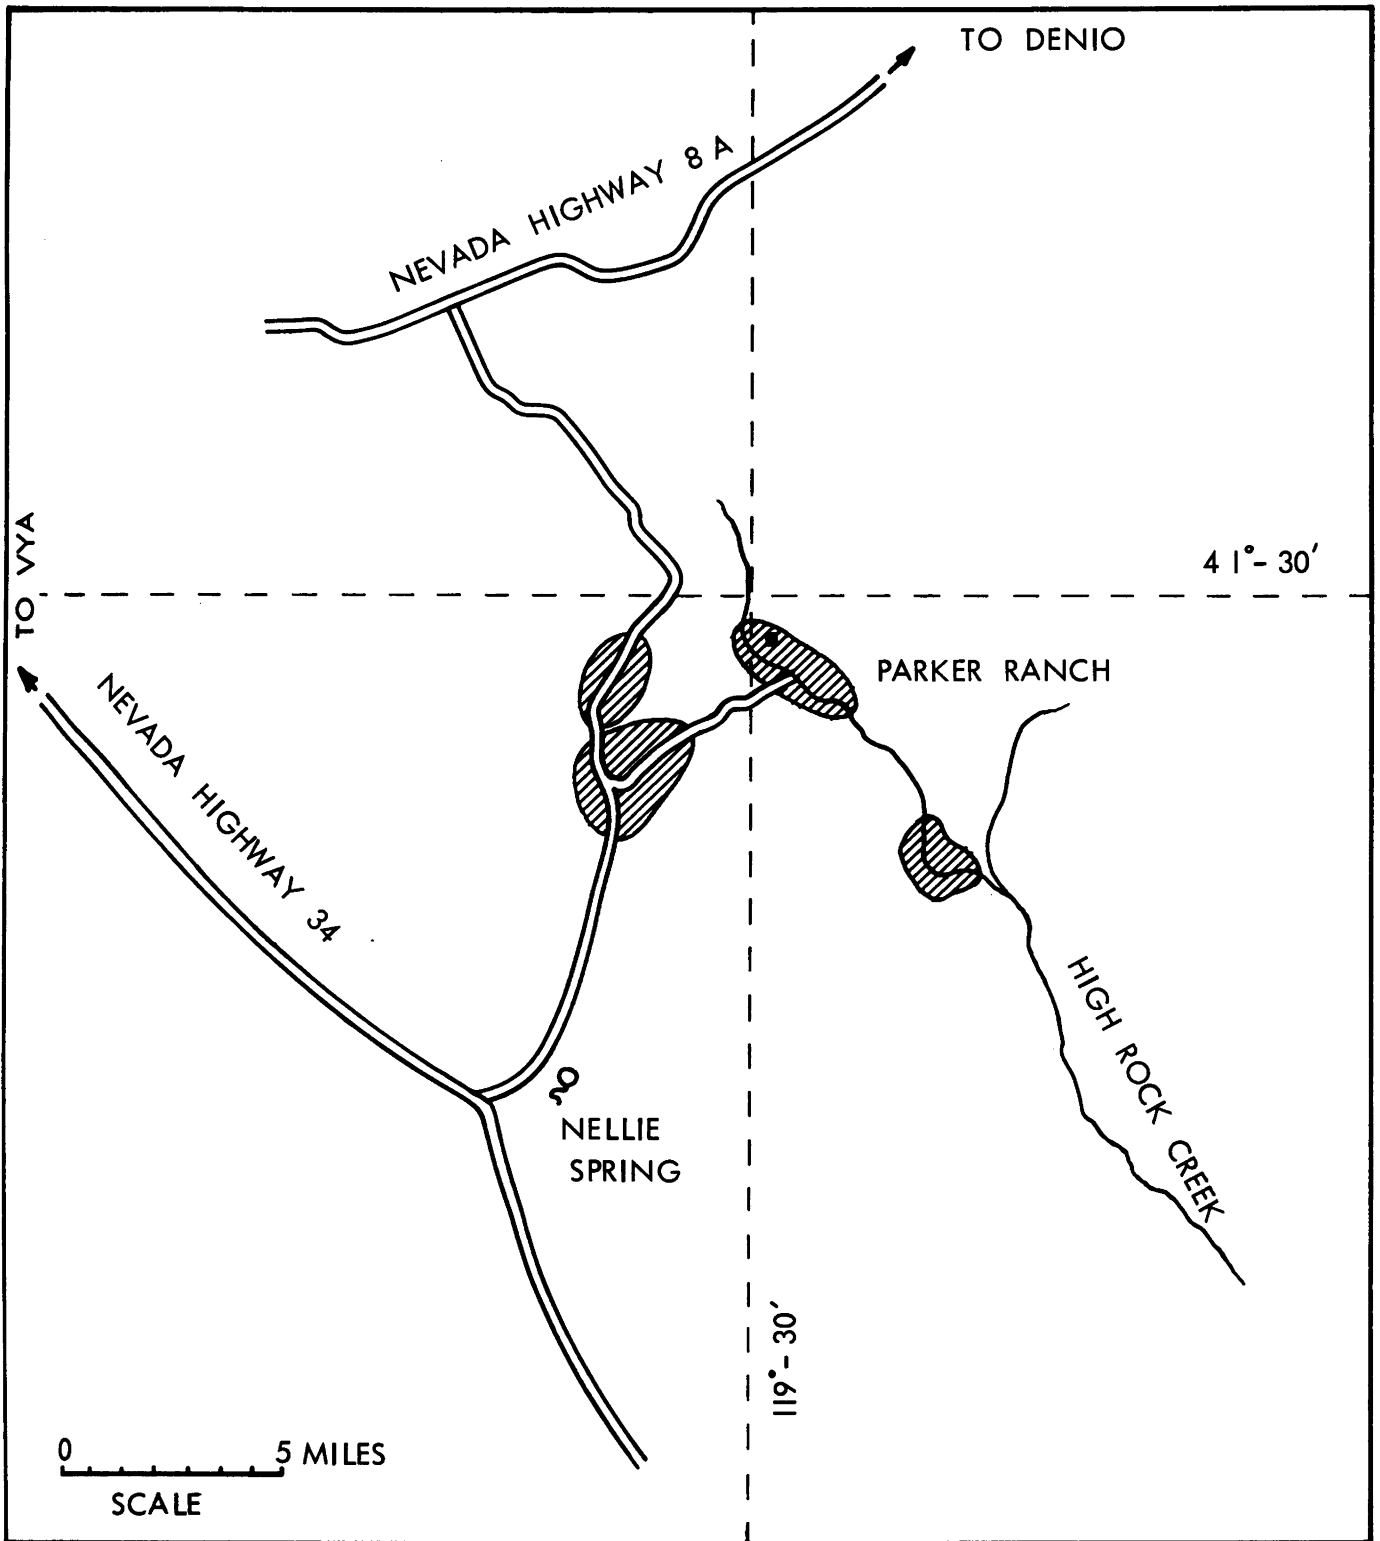 TO DENIO
NEVADA HIGHWAY 8A
TO VYA
41°-30′
PARKER RANCH
NEVADA HIGHWAY 34
HIGH ROCK CREEK
NELLIE
SPRING
119°-30′
0 5 MILES
SCALE